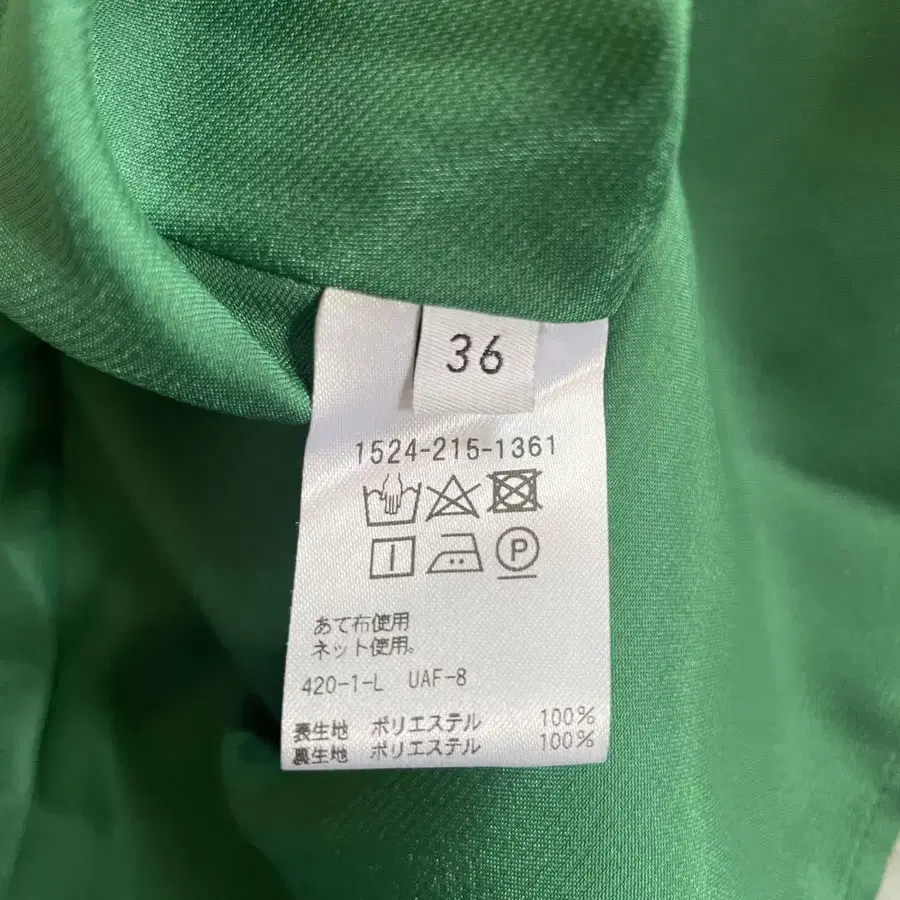 36
1524-215-1361
P
あて布使用
ネット使用。
420-1-L UAF-8
表生地 ポリエステル 100%
裏生地 ポリエステル 100%